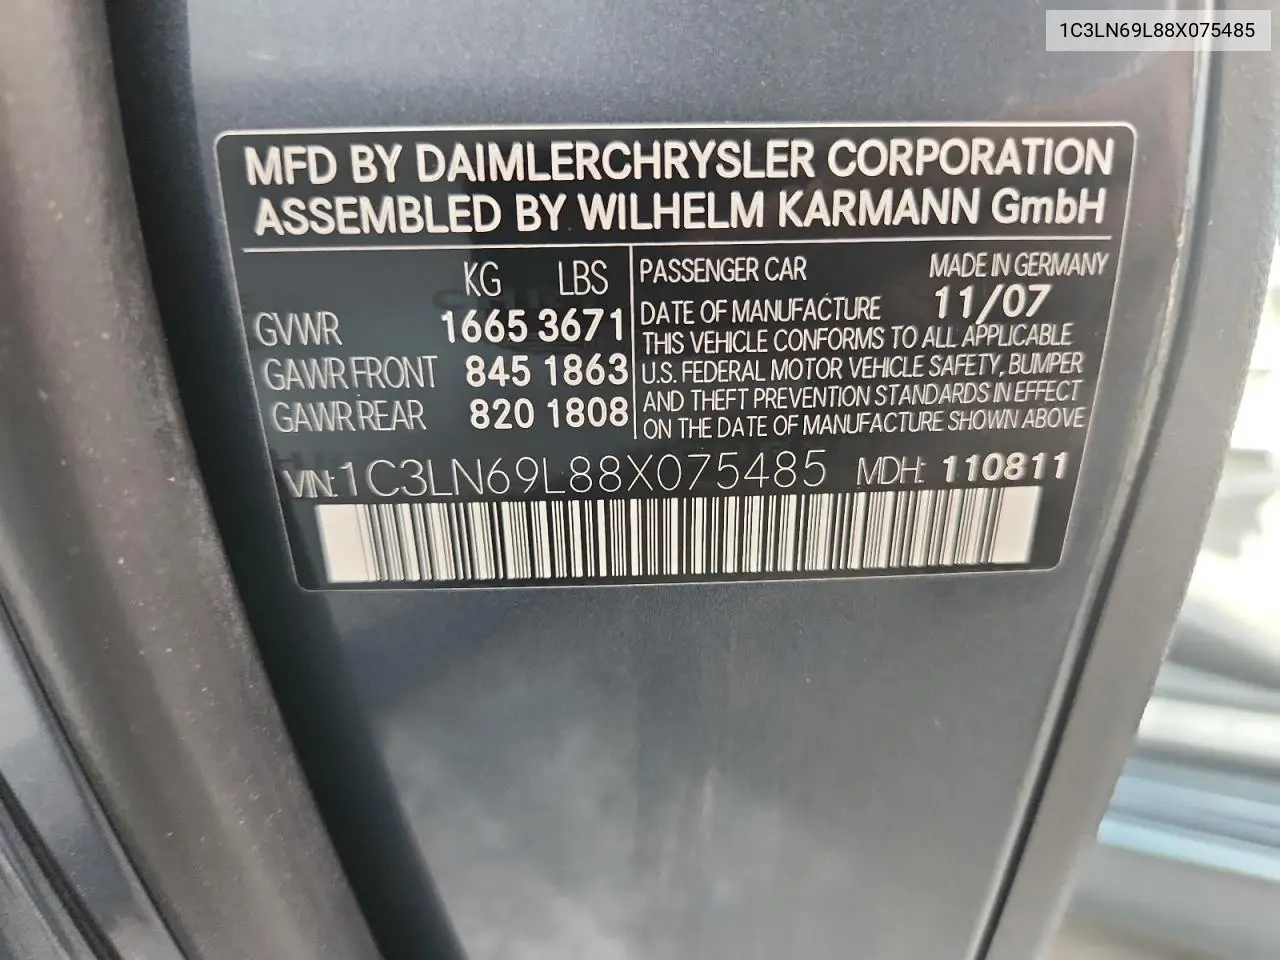 1C3LN69L88X075485
MFD BY DAIMLERCHRYSLER CORPORATION
ASSEMBLED BY WILHELM KARMANN GmbH
KG LBS
GVWR 1665 3671
GAWR FRONT 845 1863
GAWR REAR 820 1808
PASSENGER CAR MADE IN GERMANY
DATE OF MANUFACTURE 11/07
THIS VEHICLE CONFORMS TO ALL APPLICABLE
U.S. FEDERAL MOTOR VEHICLE SAFETY, BUMPER
AND THEFT PREVENTION STANDARDS IN EFFECT
ON THE DATE OF MANUFACTURE SHOWN ABOVE
VIN: 1C3LN69L88X075485 MDH: 110811